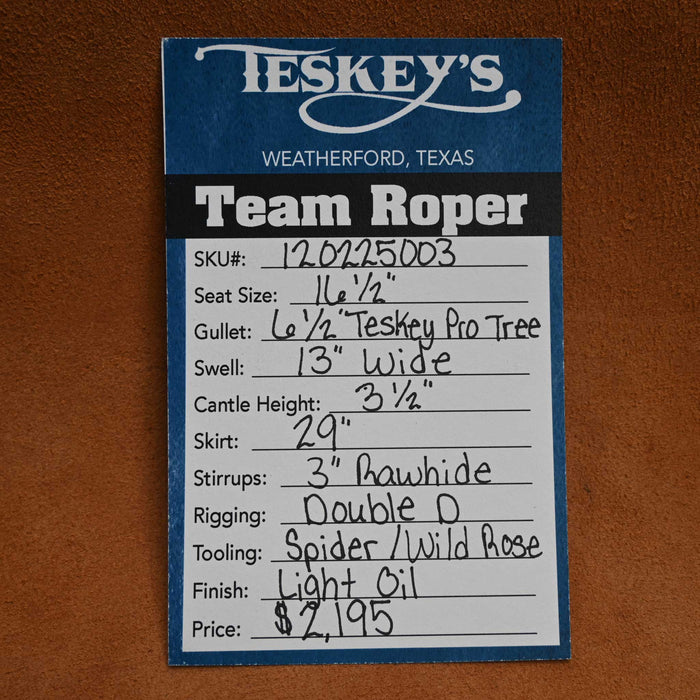 TESKEY'S
WEATHERFORD, TEXAS
Team Roper
SKU#: 120225003
Seat Size: 16 1/2"
Gullet: 6 1/2" Teskey Pro Tree
Swell: 13" Wide
Cantle Height: 3 1/2"
Skirt: 29"
Stirrups: 3" Rawhide
Rigging: Double D
Tooling: Spider / Wild Rose
Finish: Light Oil
Price: $2,195